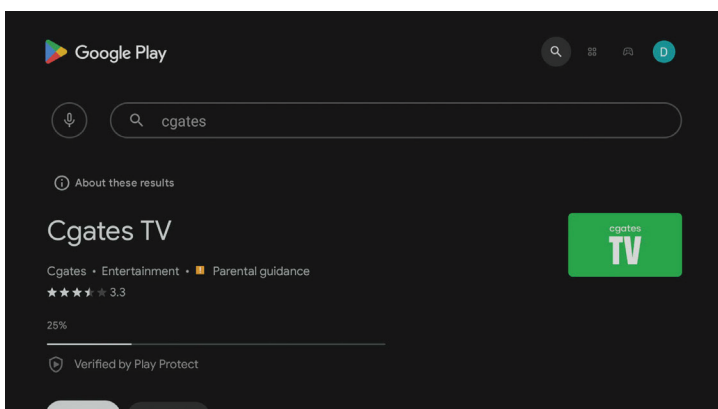 Google Play
D
cgates
About these results
Cgates TV
cgates
TV
Cgates • Entertainment • Parental guidance
★★★★★ 3.3
25%
Verified by Play Protect